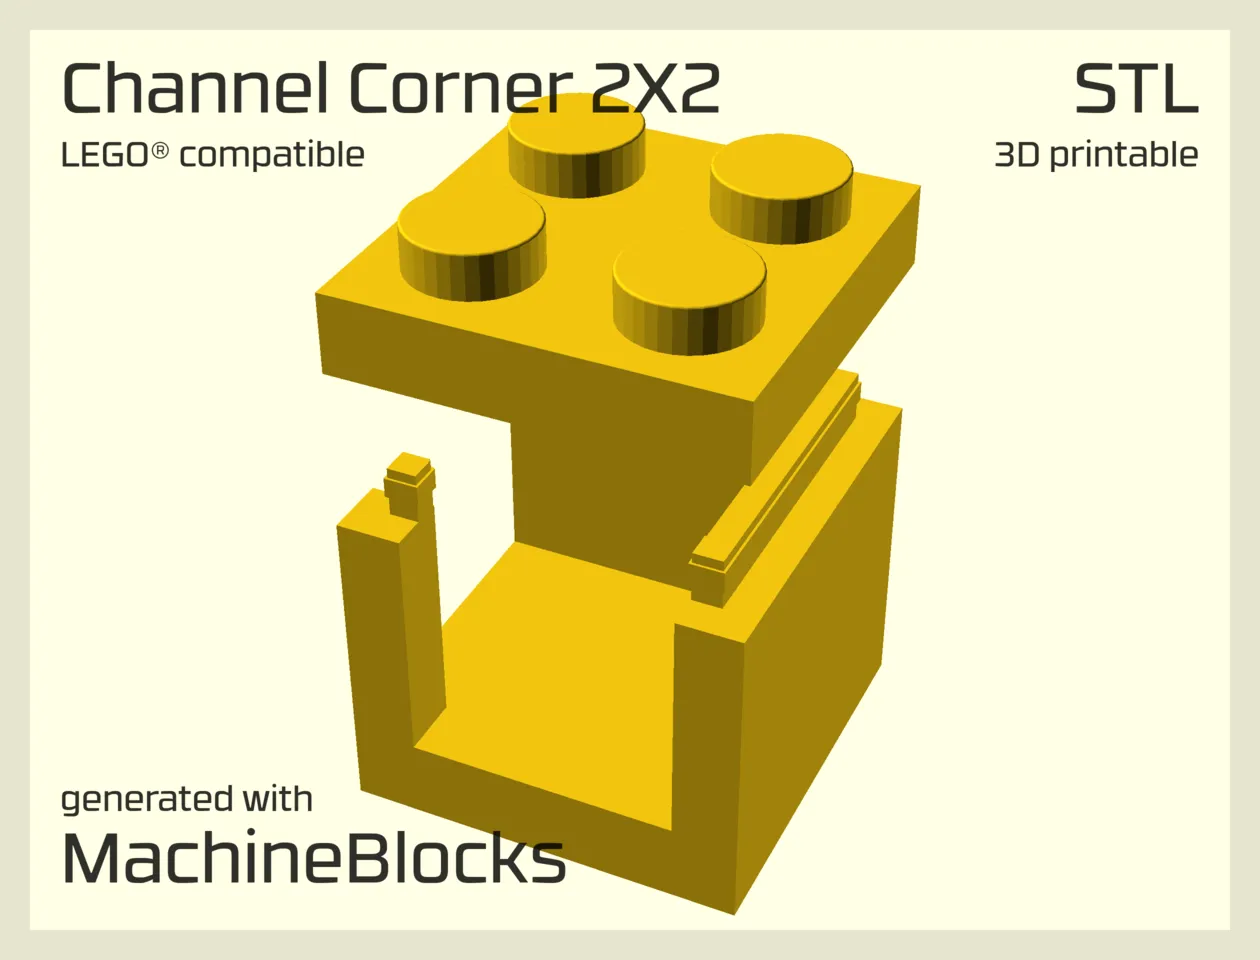 Channel Corner 2X2
LEGO® compatible
STL
3D printable
generated with
MachineBlocks